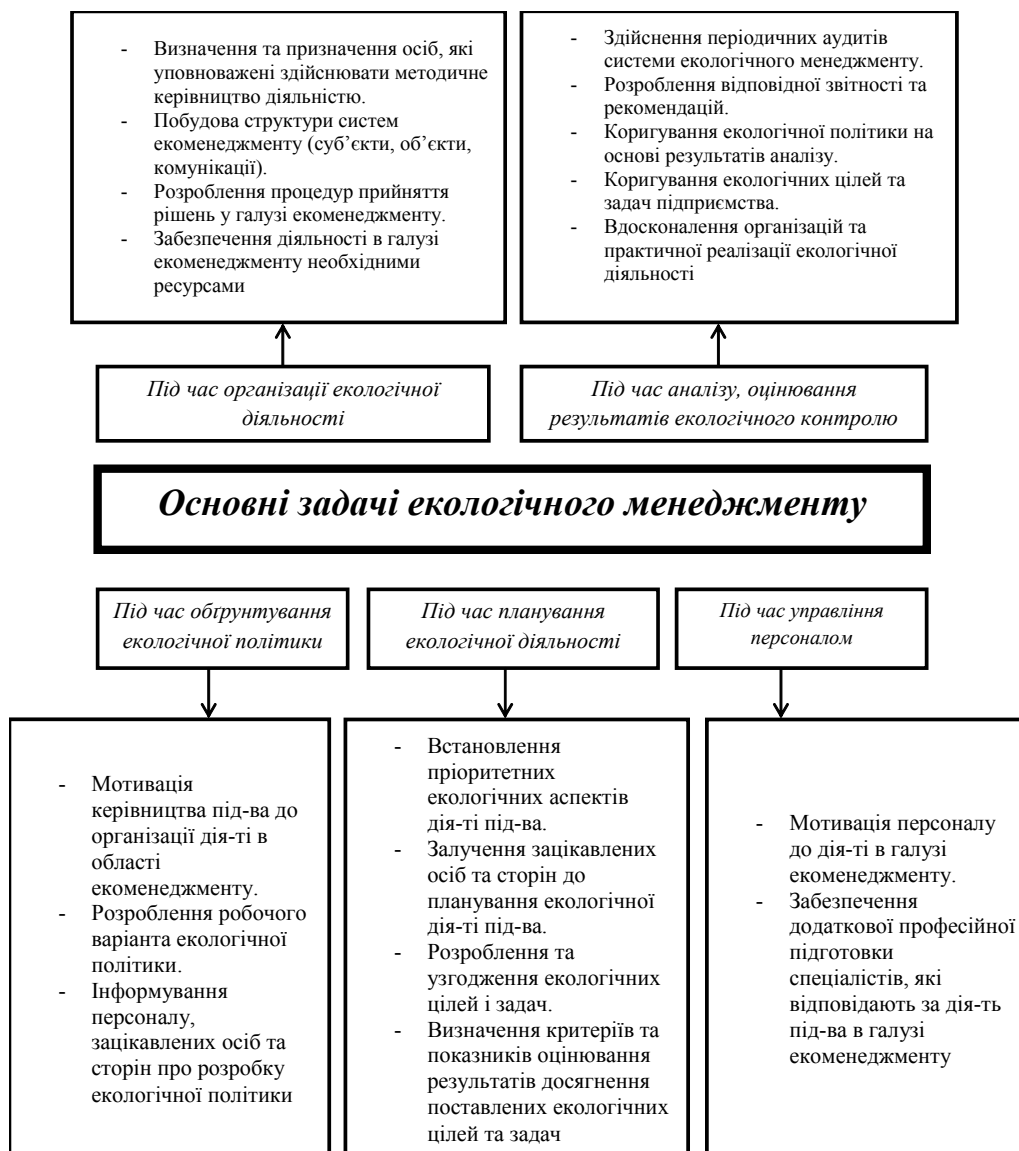 - Визначення та призначення осіб, які
уповноважені здійснювати методичне
керівництво діяльністю.
- Побудова структури систем
екоменеджменту (суб’єкти, об’єкти,
комунікації).
- Розроблення процедур прийняття
рішень у галузі екоменеджменту.
- Забезпечення діяльності в галузі
екоменеджменту необхідними
ресурсами
- Здійснення періодичних аудитів
системи екологічного менеджменту.
- Розроблення відповідної звітності та
рекомендацій.
- Коригування екологічної політики на
основі результатів аналізу.
- Коригування екологічних цілей та
задач підприємства.
- Вдосконалення організацій та
практичної реалізації екологічної
діяльності
Під час організації екологічної
діяльності
Під час аналізу, оцінювання
результатів екологічного контролю
Основні задачі екологічного менеджменту
Під час обґрунтування
екологічної політики
Під час планування
екологічної діяльності
Під час управління
персоналом
- Мотивація
керівництва під-ва до
організації дія-ті в
області
екоменеджменту.
- Розроблення робочого
варіанта екологічної
політики.
- Інформування
персоналу,
зацікавлених осіб та
сторін про розробку
екологічної політики
- Встановлення
пріоритетних
екологічних аспектів
дія-ті під-ва.
- Залучення зацікавлених
осіб та сторін до
планування екологічної
дія-ті під-ва.
- Розроблення та
узгодження екологічних
цілей і задач.
- Визначення критеріїв та
показників оцінювання
результатів досягнення
поставлених екологічних
цілей та задач
- Мотивація персоналу
до дія-ті в галузі
екоменеджменту.
- Забезпечення
додаткової професійної
підготовки
спеціалістів, які
відповідають за дія-ть
під-ва в галузі
екоменеджменту